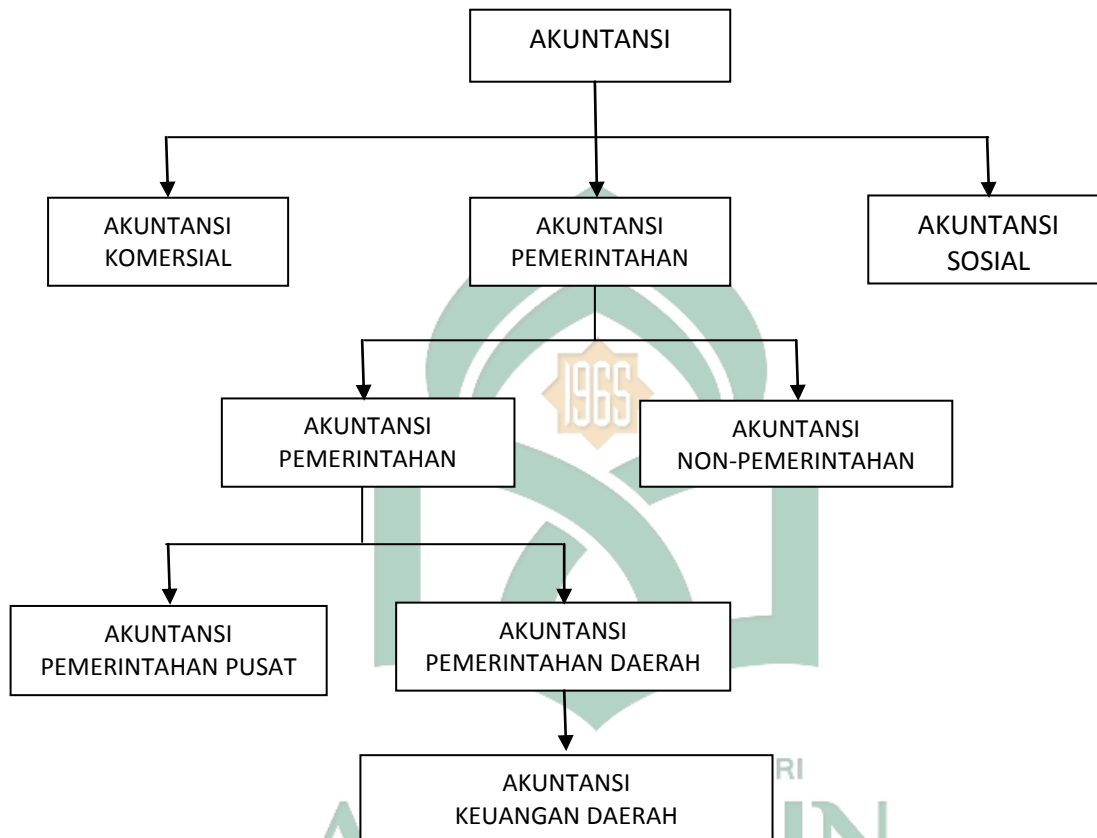 AKUNTANSI
AKUNTANSI
KOMERSIAL
AKUNTANSI
PEMERINTAHAN
AKUNTANSI
SOSIAL
1965
AKUNTANSI
PEMERINTAHAN
AKUNTANSI
NON-PEMERINTAHAN
AKUNTANSI
PEMERINTAHAN PUSAT
AKUNTANSI
PEMERINTAHAN DAERAH
AKUNTANSI
KEUANGAN DAERAH